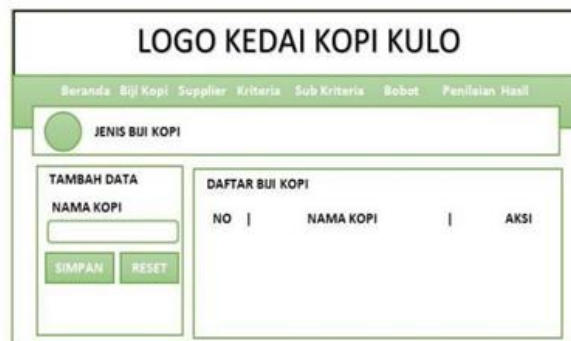 LOGO KEDAI KOPI KULO
Beranda Biji Kopi Supplier Kriteria Sub Kriteria Bobot Penilaian Hasil
JENIS BIJI KOPI
TAMBAH DATA
NAMA KOPI
SIMPAN RESET
DAFTAR BIJI KOPI
NO | NAMA KOPI | AKSI